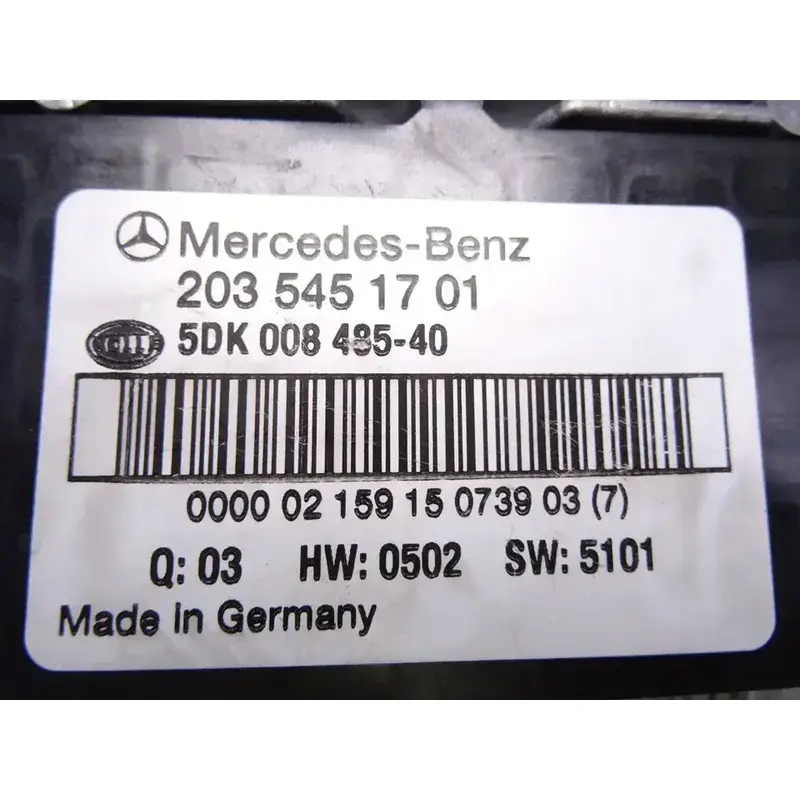 Mercedes-Benz
203 545 17 01
HELLA
5DK 008 485-40
0000 02 159 15 0739 03 (7)
Q: 03 HW: 0502 SW: 5101
Made in Germany